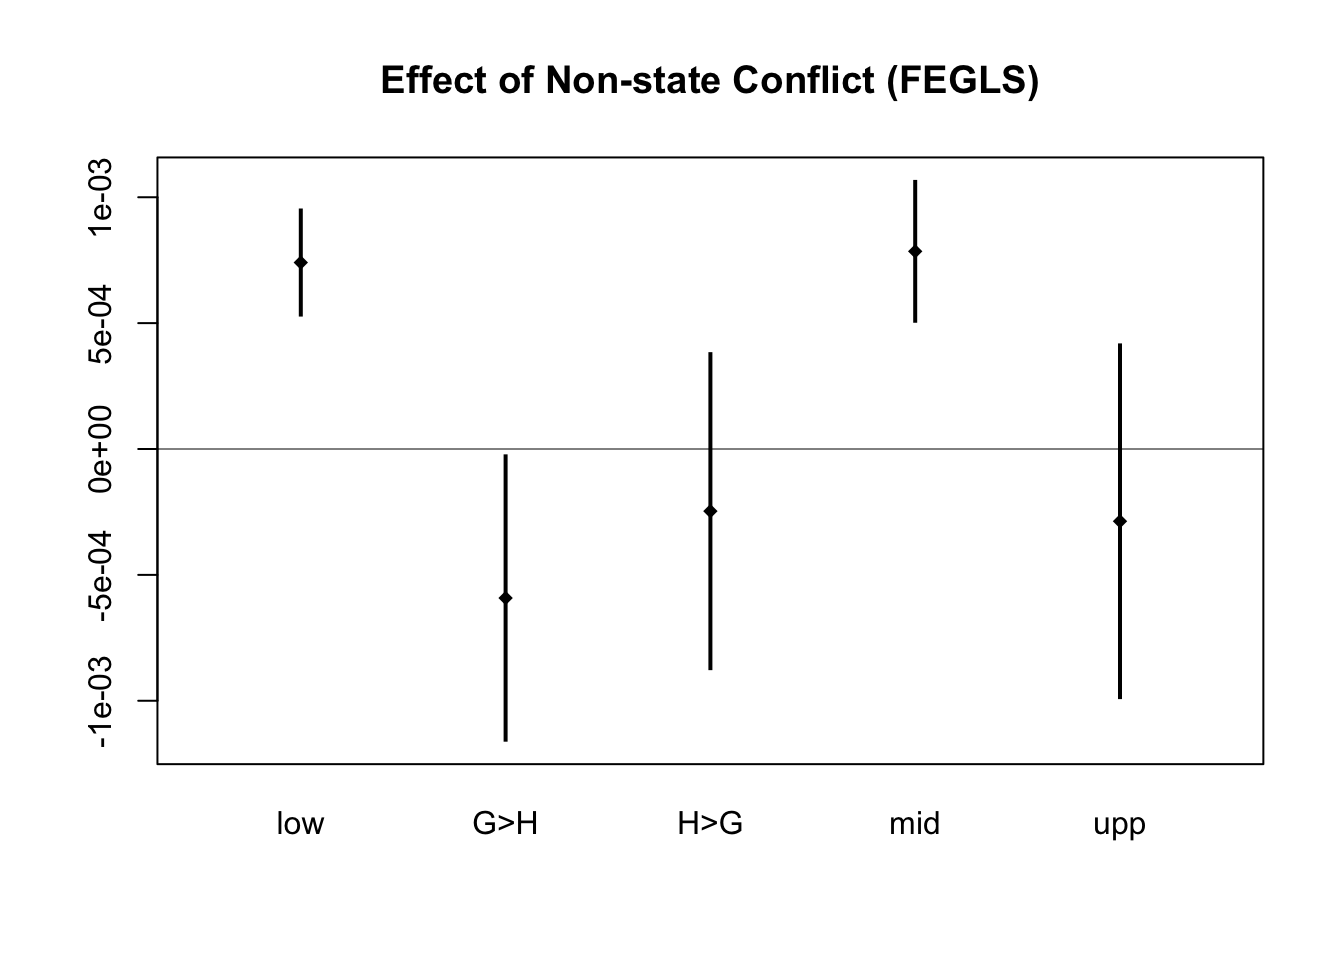 Effect of Non-state Conflict (FEGLS)
1e-03
5e-04
0e+00
-5e-04
-1e-03
low G>H H>G mid upp